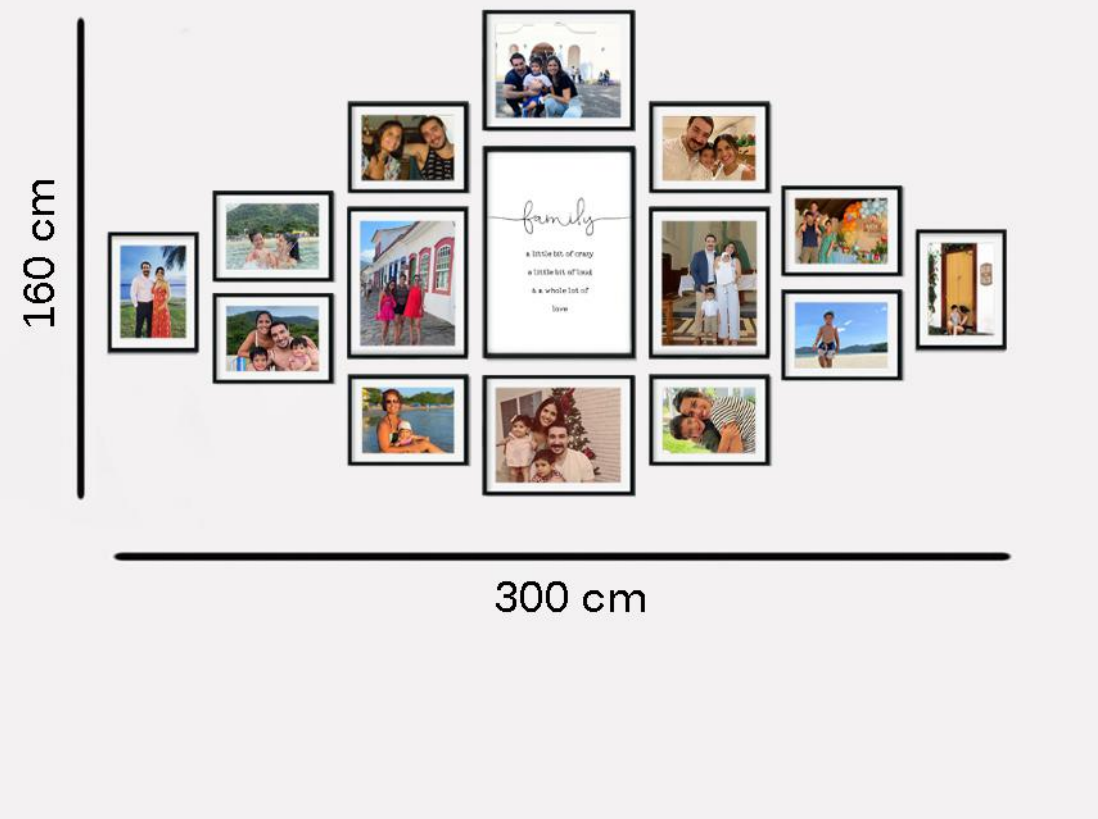 160 cm
family
a little bit of crazy
a little bit of loud
& a whole lot of
love
300 cm